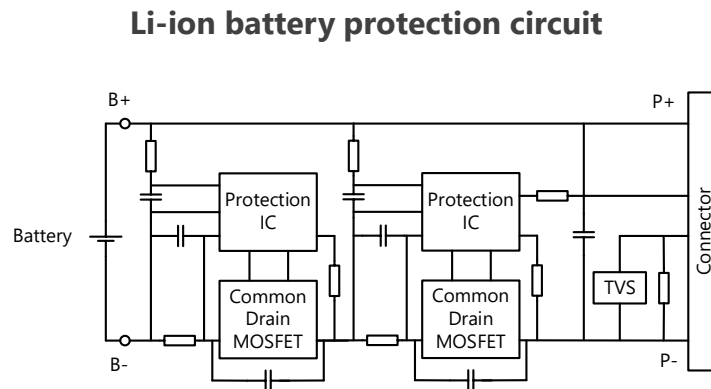 Li-ion battery protection circuit
B+
P+
Protection
IC
Protection
IC
Connector
Battery
TVS
Common
Drain
MOSFET
Common
Drain
MOSFET
B-
P-